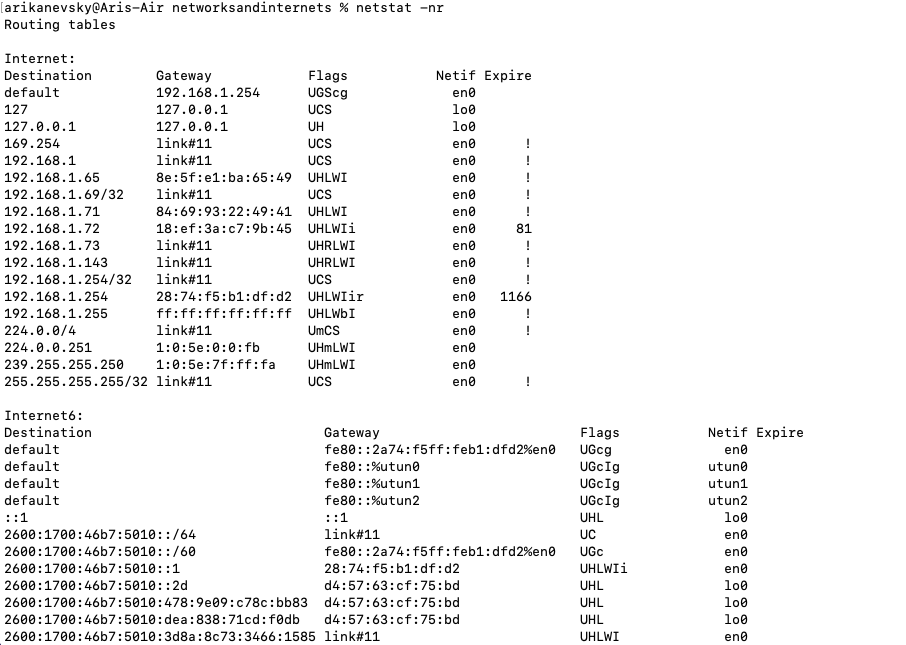 [arikanevsky@Aris-Air networksandinternets % netstat -nr
Routing tables

Internet:
Destination        Gateway            Flags           Netif Expire
default            192.168.1.254      UGScg             en0
127                127.0.0.1          UCS               lo0
127.0.0.1          127.0.0.1          UH                lo0
169.254            link#11            UCS               en0      !
192.168.1          link#11            UCS               en0      !
192.168.1.65       8e:5f:e1:ba:65:49  UHLWI             en0      !
192.168.1.69/32    link#11            UCS               en0      !
192.168.1.71       84:69:93:22:49:41  UHLWI             en0      !
192.168.1.72       18:ef:3a:c7:9b:45  UHLWIi            en0     81
192.168.1.73       link#11            UHRLWI            en0      !
192.168.1.143      link#11            UHRLWI            en0      !
192.168.1.254/32   link#11            UCS               en0      !
192.168.1.254      28:74:f5:b1:df:d2  UHLWIir           en0   1166
192.168.1.255      ff:ff:ff:ff:ff:ff  UHLWbI            en0      !
224.0.0/4          link#11            UmCS              en0      !
224.0.0.251        1:0:5e:0:0:fb      UHmLWI            en0
239.255.255.250    1:0:5e:7f:ff:fa    UHmLWI            en0
255.255.255.255/32 link#11            UCS               en0      !

Internet6:
Destination                             Gateway                      Flags           Netif Expire
default                                 fe80::2a74:f5ff:feb1:dfd2%en0   UGcg              en0
default                                 fe80::%utun0                    UGcIg           utun0
default                                 fe80::%utun1                    UGcIg           utun1
default                                 fe80::%utun2                    UGcIg           utun2
::1                                     ::1                             UHL               lo0
2600:1700:46b7:5010::/64                link#11                         UC                en0
2600:1700:46b7:5010::/60                fe80::2a74:f5ff:feb1:dfd2%en0   UGc               en0
2600:1700:46b7:5010::1                  28:74:f5:b1:df:d2               UHLWIi            en0
2600:1700:46b7:5010::2d                 d4:57:63:cf:75:bd               UHL               lo0
2600:1700:46b7:5010:478:9e09:c78c:bb83  d4:57:63:cf:75:bd               UHL               lo0
2600:1700:46b7:5010:dea:838:71cd:f0db   d4:57:63:cf:75:bd               UHL               lo0
2600:1700:46b7:5010:3d8a:8c73:3466:1585 link#11                         UHLWI             en0